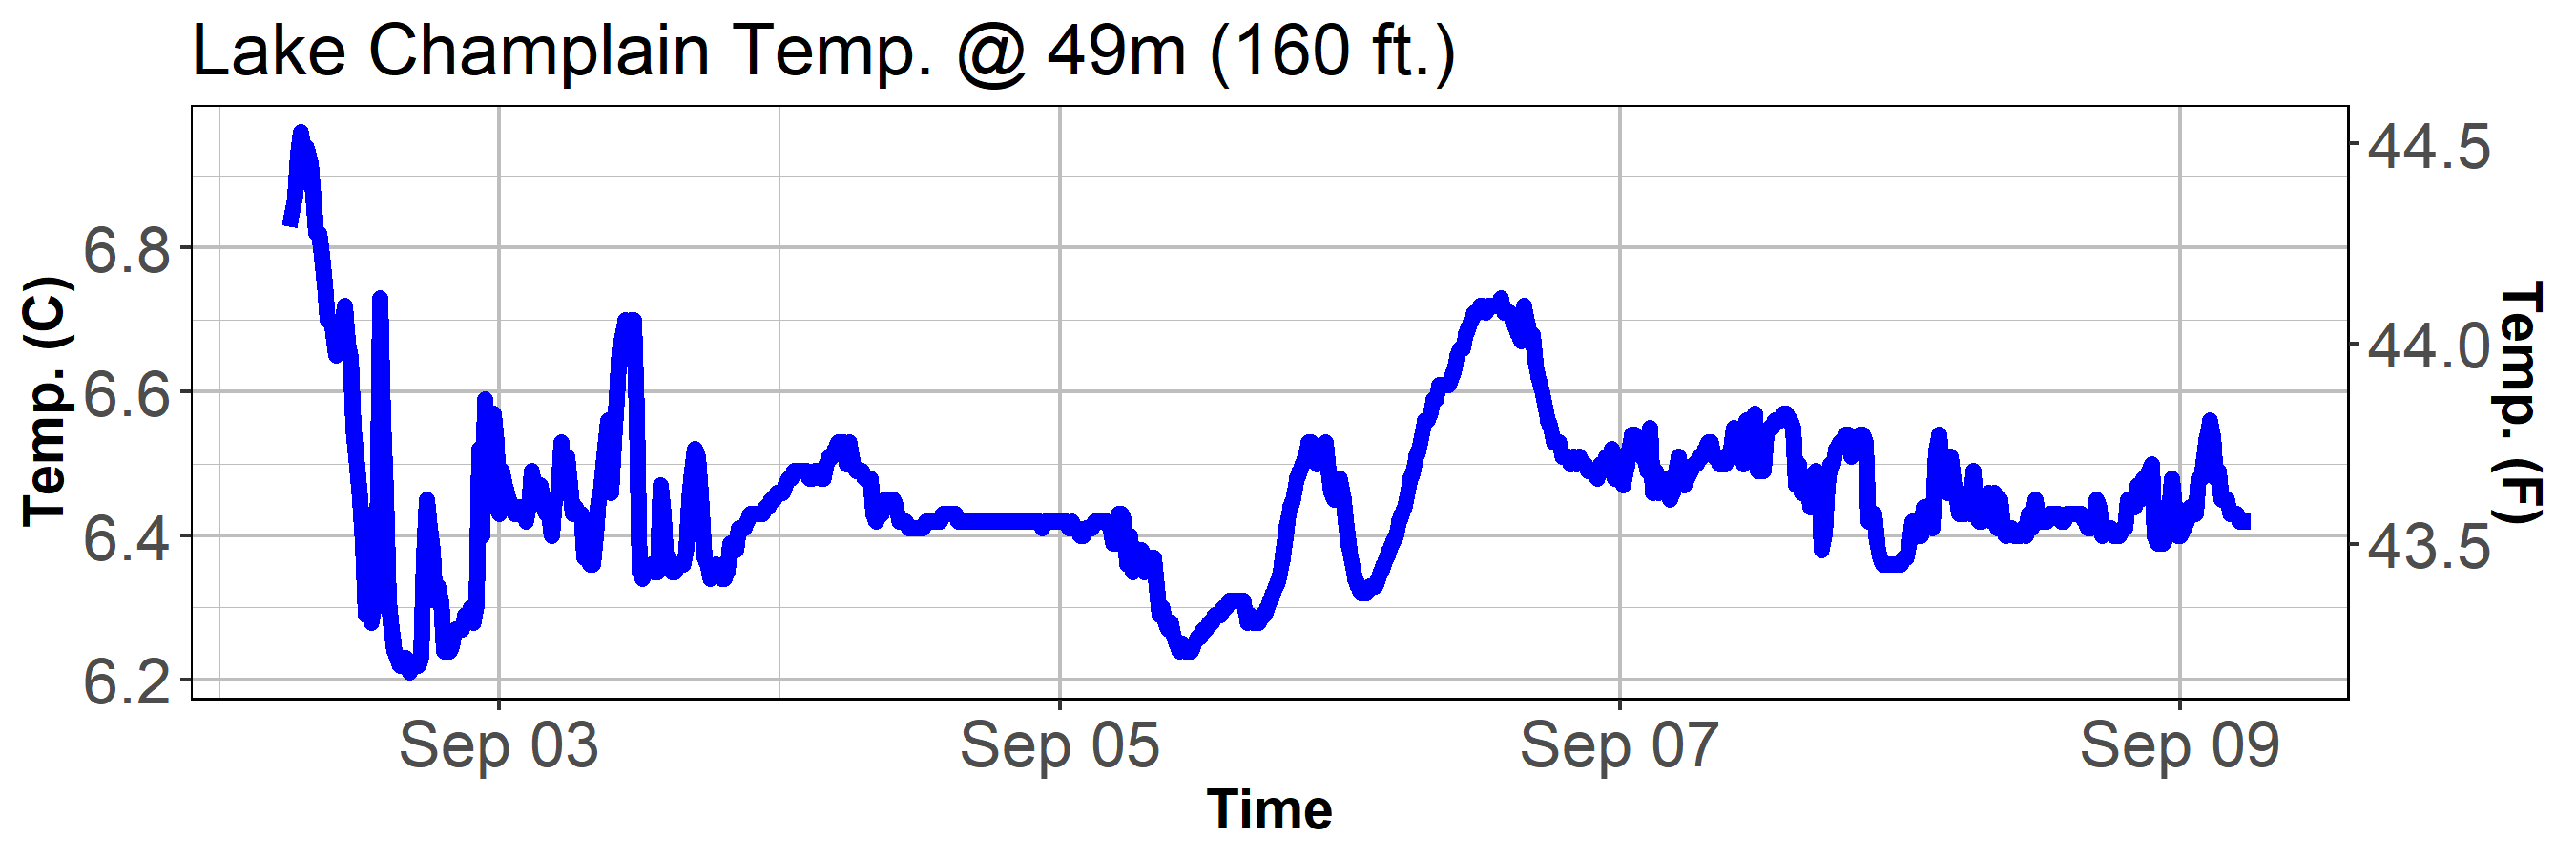 Lake Champlain Temp. @ 49m (160 ft.)
Temp. (C)
6.8
6.6
6.4
6.2
44.5
44.0
43.5
Temp. (F)
Sep 03 Sep 05 Sep 07 Sep 09
Time